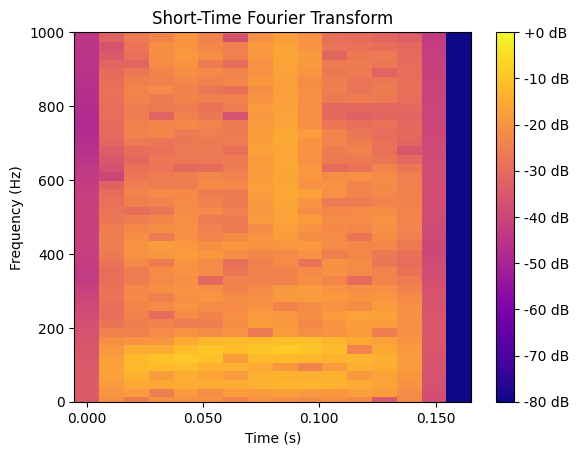 Short-Time Fourier Transform
Frequency (Hz)
1000
800
600
400
200
0
0.000
0.050
0.100
0.150
Time (s)
+0 dB
-10 dB
-20 dB
-30 dB
-40 dB
-50 dB
-60 dB
-70 dB
-80 dB